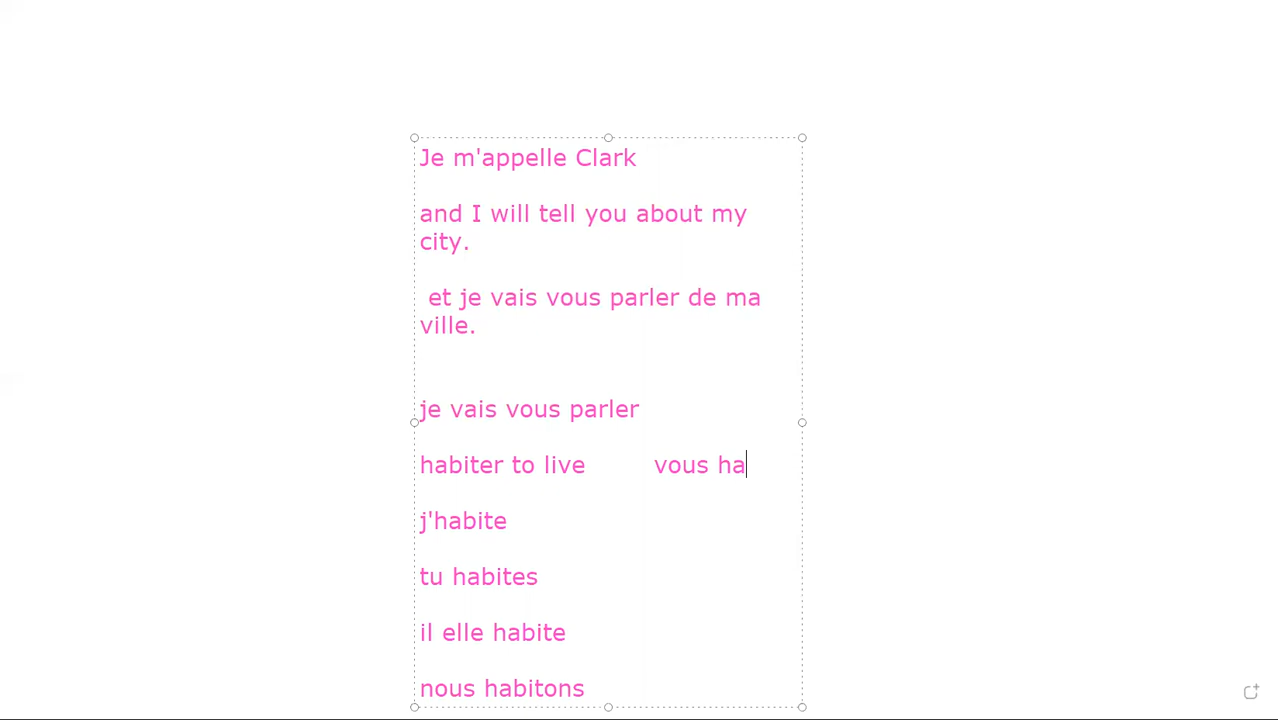 Je m'appelle Clark
and I will tell you about my
city.
et je vais vous parler de ma
ville.
je vais vous parler
habiter to live vous ha
j'habite
tu habites
il elle habite
nous habitons